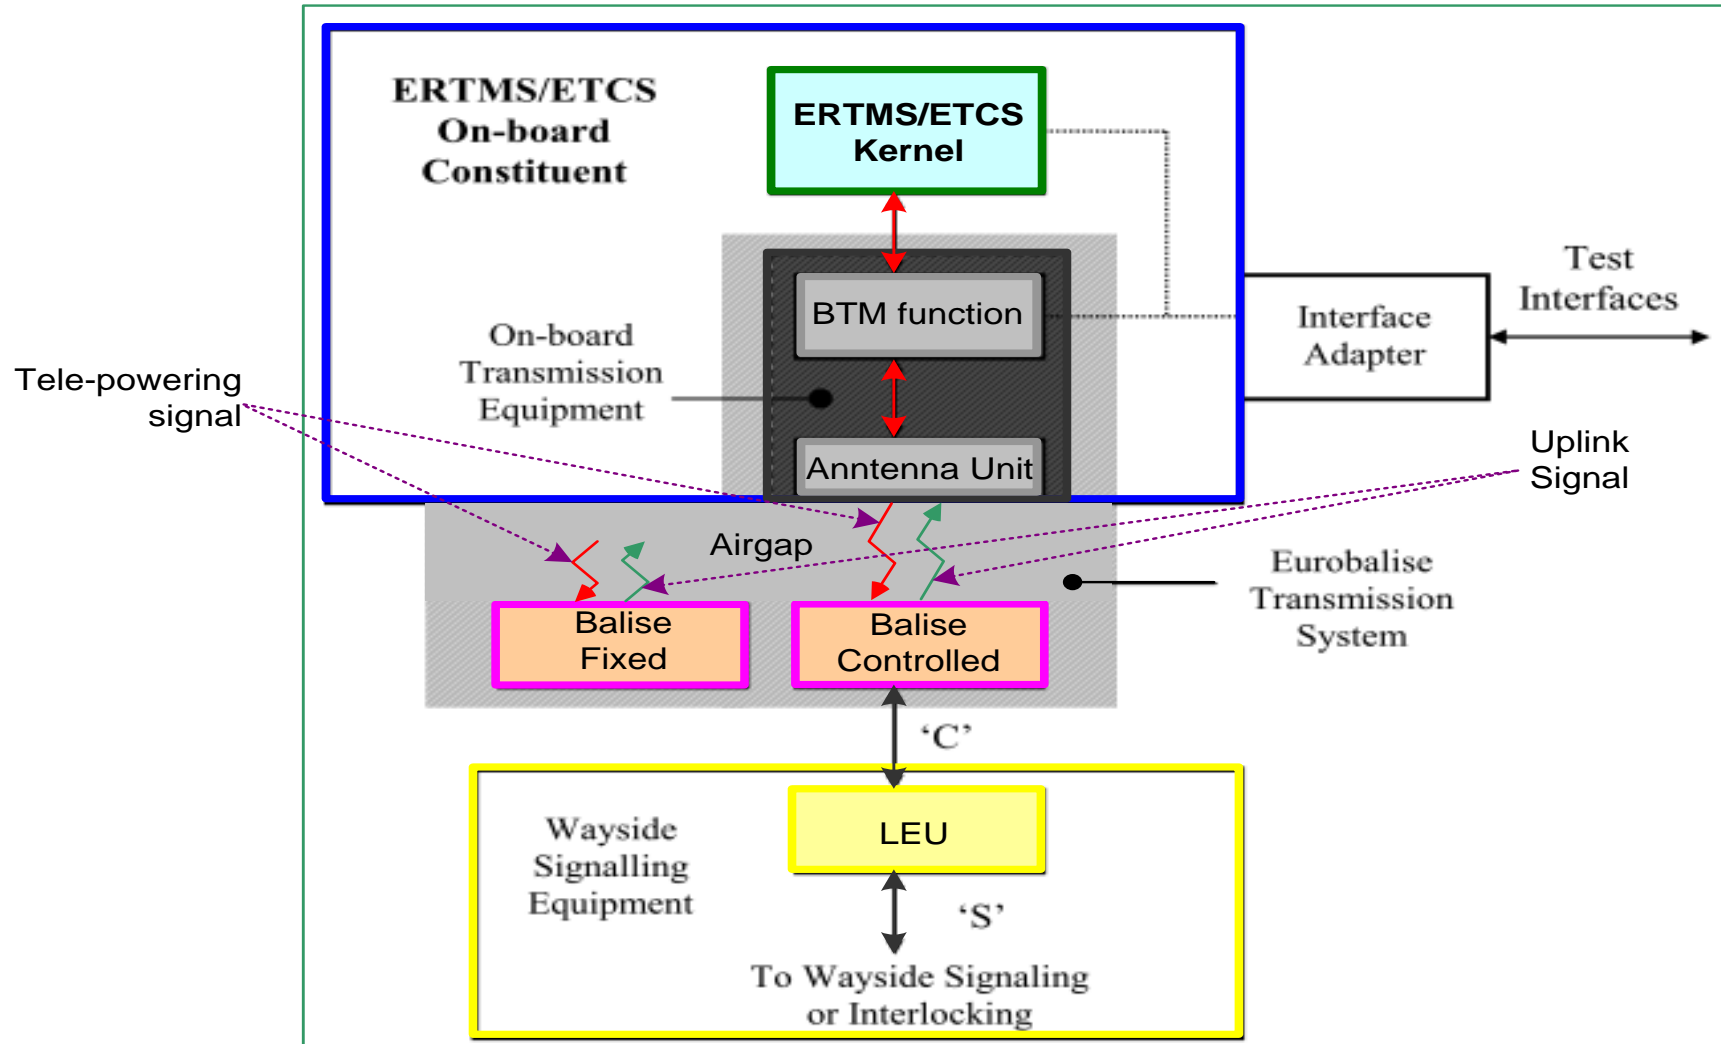 ERTMS/ETCS
On-board
Constituent
ERTMS/ETCS
Kernel
BTM function
On-board
Transmission
Equipment
Anntenna Unit
Interface
Adapter
Test
Interfaces
Tele-powering
signal
Uplink
Signal
Airgap
Balise
Fixed
Balise
Controlled
Eurobalise
Transmission
System
‘C’
Wayside
Signalling
Equipment
LEU
‘S’
To Wayside Signaling
or Interlocking